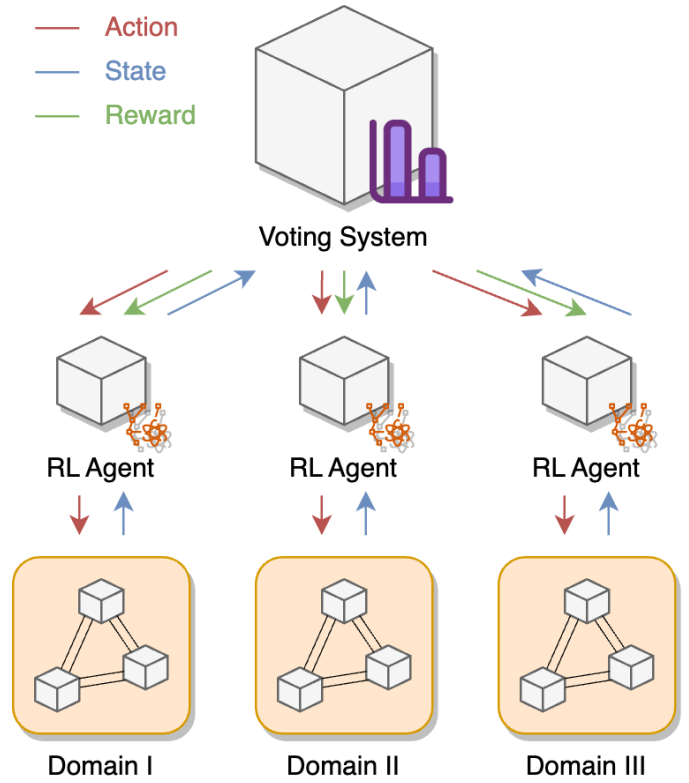 Action
State
Reward
Voting System
RL Agent
RL Agent
RL Agent
Domain I
Domain II
Domain III